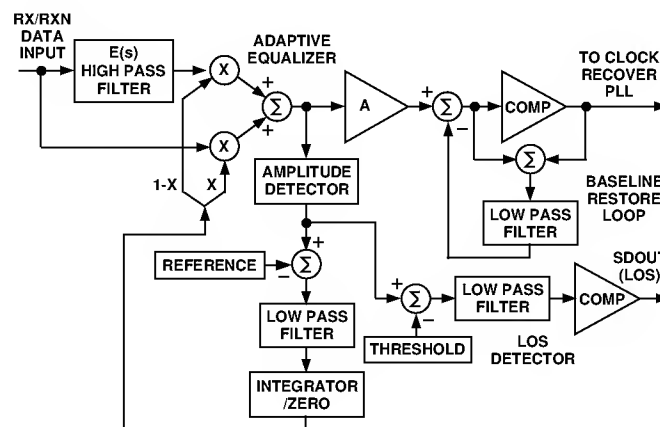 RX/RXN
DATA
INPUT
E(s)
HIGH PASS
FILTER
ADAPTIVE
EQUALIZER
TO CLOCK
RECOVER
PLL
X
+
+
Σ
A
+
−
Σ
COMP
X
1-X
X
Σ
AMPLITUDE
DETECTOR
BASELINE
RESTORE
LOOP
LOW PASS
FILTER
REFERENCE
+
−
Σ
+
−
Σ
LOW PASS
FILTER
COMP
SDOUT
(LOS)
LOW PASS
FILTER
THRESHOLD
LOS
DETECTOR
INTEGRATOR
/ZERO